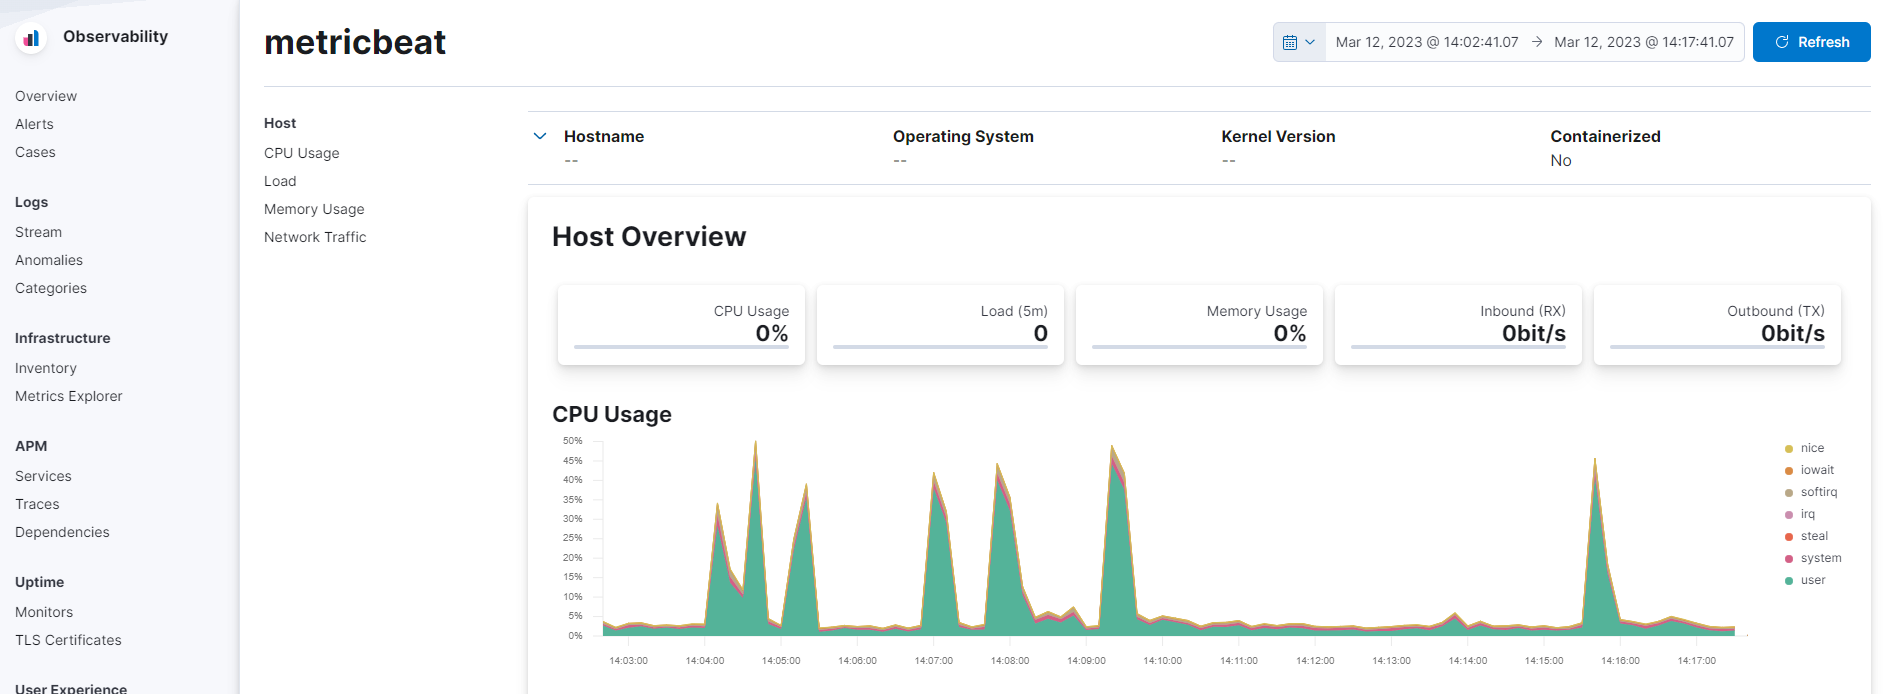 Observability
Overview
Alerts
Cases
Logs
Stream
Anomalies
Categories
Infrastructure
Inventory
Metrics Explorer
APM
Services
Traces
Dependencies
Uptime
Monitors
TLS Certificates
User Experience
metricbeat
Mar 12, 2023 @ 14:02:41.07 → Mar 12, 2023 @ 14:17:41.07
Refresh
Host
CPU Usage
Load
Memory Usage
Network Traffic
Hostname Operating System Kernel Version Containerized
-- -- -- No
Host Overview
CPU Usage Load (5m) Memory Usage Inbound (RX) Outbound (TX)
0% 0 0% 0bit/s 0bit/s
CPU Usage
50%
45%
40%
35%
30%
25%
20%
15%
10%
5%
0%
14:03:00 14:04:00 14:05:00 14:06:00 14:07:00 14:08:00 14:09:00 14:10:00 14:11:00 14:12:00 14:13:00 14:14:00 14:15:00 14:16:00 14:17:00
nice
iowait
softirq
irq
steal
system
user